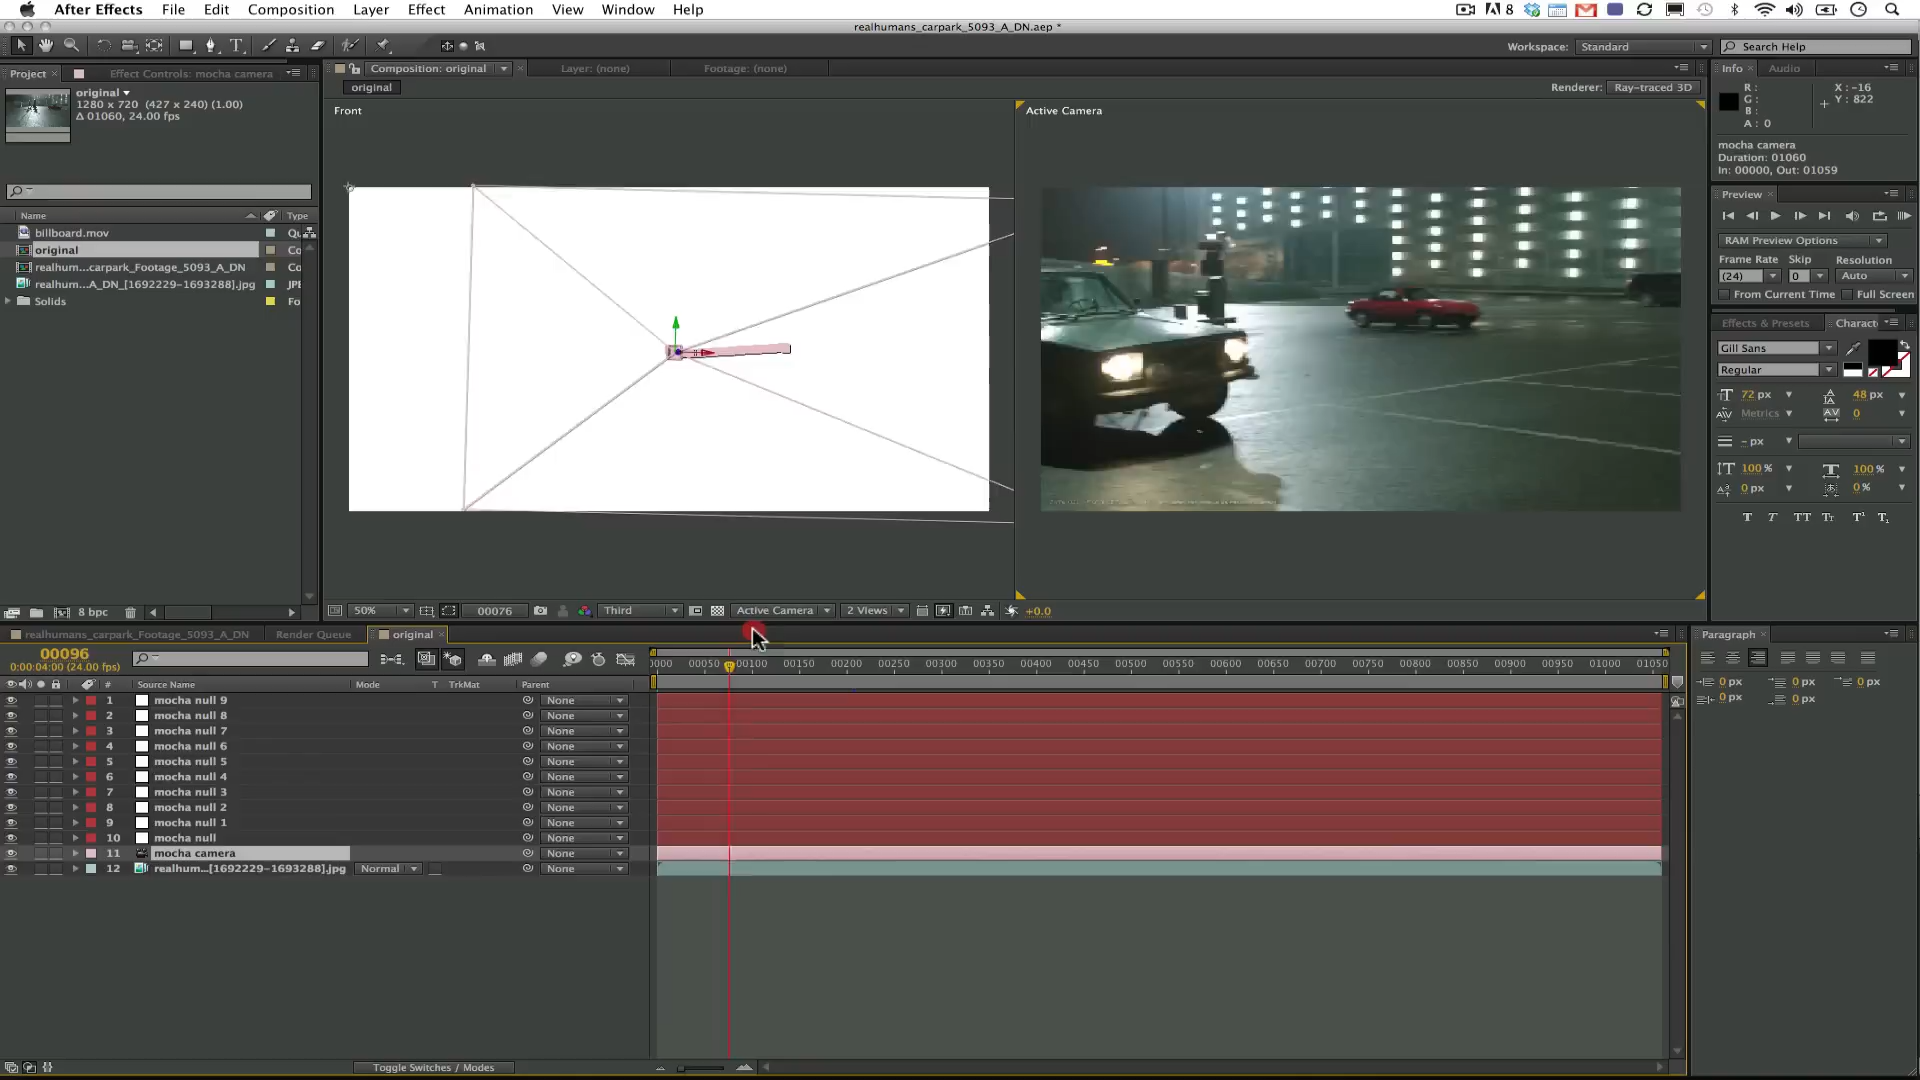 After Effects File Edit Composition Layer Effect Animation View Window Help 8
realhumans_carpark_5093_A_DN.aep *
Workspace: Standard Search Help
Project Effect Controls: mocha camera Composition: original Layer: (none) Footage: (none) Info Audio
original
1280 x 720 (427 x 240) (1.00)
Δ 01060, 24.00 fps
original Renderer: Ray-traced 3D
Front Active Camera
R :
G :
B :
A : 0
X : -16
Y : 822
mocha camera
Duration: 01060
In: 00000, Out: 01059
Preview
RAM Preview Options
Frame Rate Skip Resolution
(24) 0 Auto
From Current Time Full Screen
Effects & Presets Charact
Gill Sans
Regular
72 px 48 px
Metrics 0
- px
100 % 100 %
0 px 0 %
T T TT Tr T¹ T₁
Name Type
billboard.mov Qu
original Co
realhum...carpark_Footage_5093_A_DN Co
realhum...A_DN_[1692229-1693288].jpg JPE
Solids Fo
8 bpc
50% 00076 Third Active Camera 2 Views +0.0
realhumans_carpark_Footage_5093_A_DN Render Queue original
00096
0:00:04:00 (24.00 fps)
0000 00050 00100 00150 00200 00250 00300 00350 00400 00450 00500 00550 00600 00650 00700 00750 00800 00850 00900 00950 01000 01050
# Source Name Mode T TrkMat Parent
1 mocha null 9 None
2 mocha null 8 None
3 mocha null 7 None
4 mocha null 6 None
5 mocha null 5 None
6 mocha null 4 None
7 mocha null 3 None
8 mocha null 2 None
9 mocha null 1 None
10 mocha null None
11 mocha camera None
12 realhum...[1692229-1693288].jpg Normal None
Toggle Switches / Modes
Paragraph
0 px 0 px 0 px
0 px 0 px